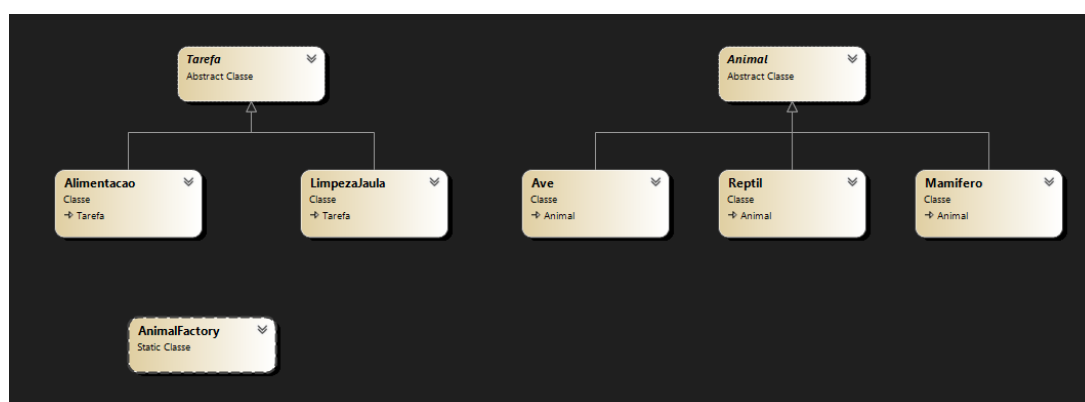 Tarefa
Abstract Classe
Animal
Abstract Classe
Alimentacao
Classe
Tarefa
LimpezaJaula
Classe
Tarefa
Ave
Classe
Animal
Reptil
Classe
Animal
Mamifero
Classe
Animal
AnimalFactory
Static Classe